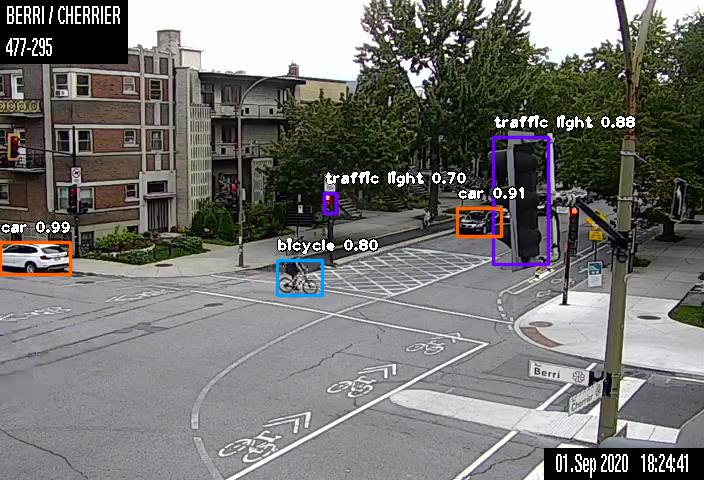 BERRI / CHERRIER
477-295
traffic light 0.88
traffic light 0.70
car 0.91
car 0.99
bicycle 0.80
Berri
Cherrier
01.Sep 2020 18:24:41